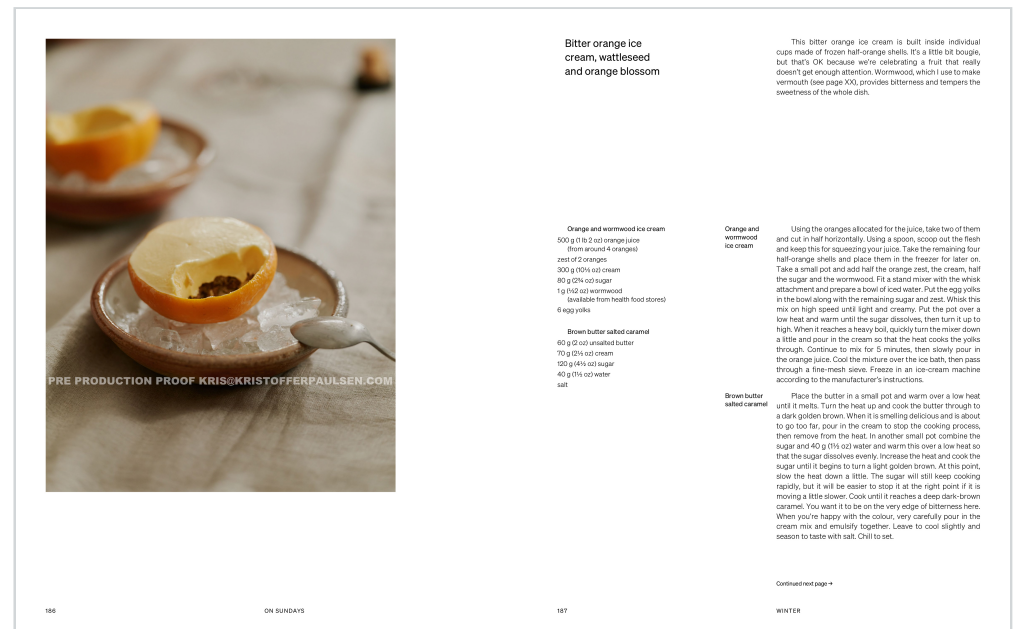 PRE PRODUCTION PROOF KRIS@KRISTOFFERPAULSEN.COM
186
ON SUNDAYS
Bitter orange ice
cream, wattleseed
and orange blossom
This bitter orange ice cream is built inside individual
cups made of frozen half-orange shells. It's a little bit bougie,
but that's OK because we're celebrating a fruit that really
doesn't get enough attention. Wormwood, which I use to make
vermouth (see page XX), provides bitterness and tempers the
sweetness of the whole dish.
Orange and wormwood ice cream
500 g (1 lb 2 oz) orange juice
(from around 4 oranges)
zest of 2 oranges
300 g (10½ oz) cream
80 g (2¾ oz) sugar
1 g (½2 oz) wormwood
(available from health food stores)
6 egg yolks
Brown butter salted caramel
60 g (2 oz) unsalted butter
70 g (2½ oz) cream
120 g (4½ oz) sugar
40 g (1½ oz) water
salt
Orange and
wormwood
ice cream
Using the oranges allocated for the juice, take two of them
and cut in half horizontally. Using a spoon, scoop out the flesh
and keep this for squeezing your juice. Take the remaining four
half-orange shells and place them in the freezer for later on.
Take a small pot and add half the orange zest, the cream, half
the sugar and the wormwood. Fit a stand mixer with the whisk
attachment and prepare a bowl of iced water. Put the egg yolks
in the bowl along with the remaining sugar and zest. Whisk this
mix on high speed until light and creamy. Put the pot over a
low heat and warm until the sugar dissolves, then turn it up to
high. When it reaches a heavy boil, quickly turn the mixer down
a little and pour in the cream so that the heat cooks the yolks
through. Continue to mix for 5 minutes, then slowly pour in
the orange juice. Cool the mixture over the ice bath, then pass
through a fine-mesh sieve. Freeze in an ice-cream machine
according to the manufacturer's instructions.
Brown butter
salted caramel
Place the butter in a small pot and warm over a low heat
until it melts. Turn the heat up and cook the butter through to
a dark golden brown. When it is smelling delicious and is about
to go too far, pour in the cream to stop the cooking process,
then remove from the heat. In another small pot combine the
sugar and 40 g (1½ oz) water and warm this over a low heat so
that the sugar dissolves evenly. Increase the heat and cook the
sugar until it begins to turn a light golden brown. At this point,
slow the heat down a little. The sugar will still keep cooking
rapidly, but it will be easier to stop it at the right point if it is
moving a little slower. Cook until it reaches a deep dark-brown
caramel. You want it to be on the very edge of bitterness here.
When you're happy with the colour, very carefully pour in the
cream mix and emulsify together. Leave to cool slightly and
season to taste with salt. Chill to set.
Continued next page →
187
WINTER